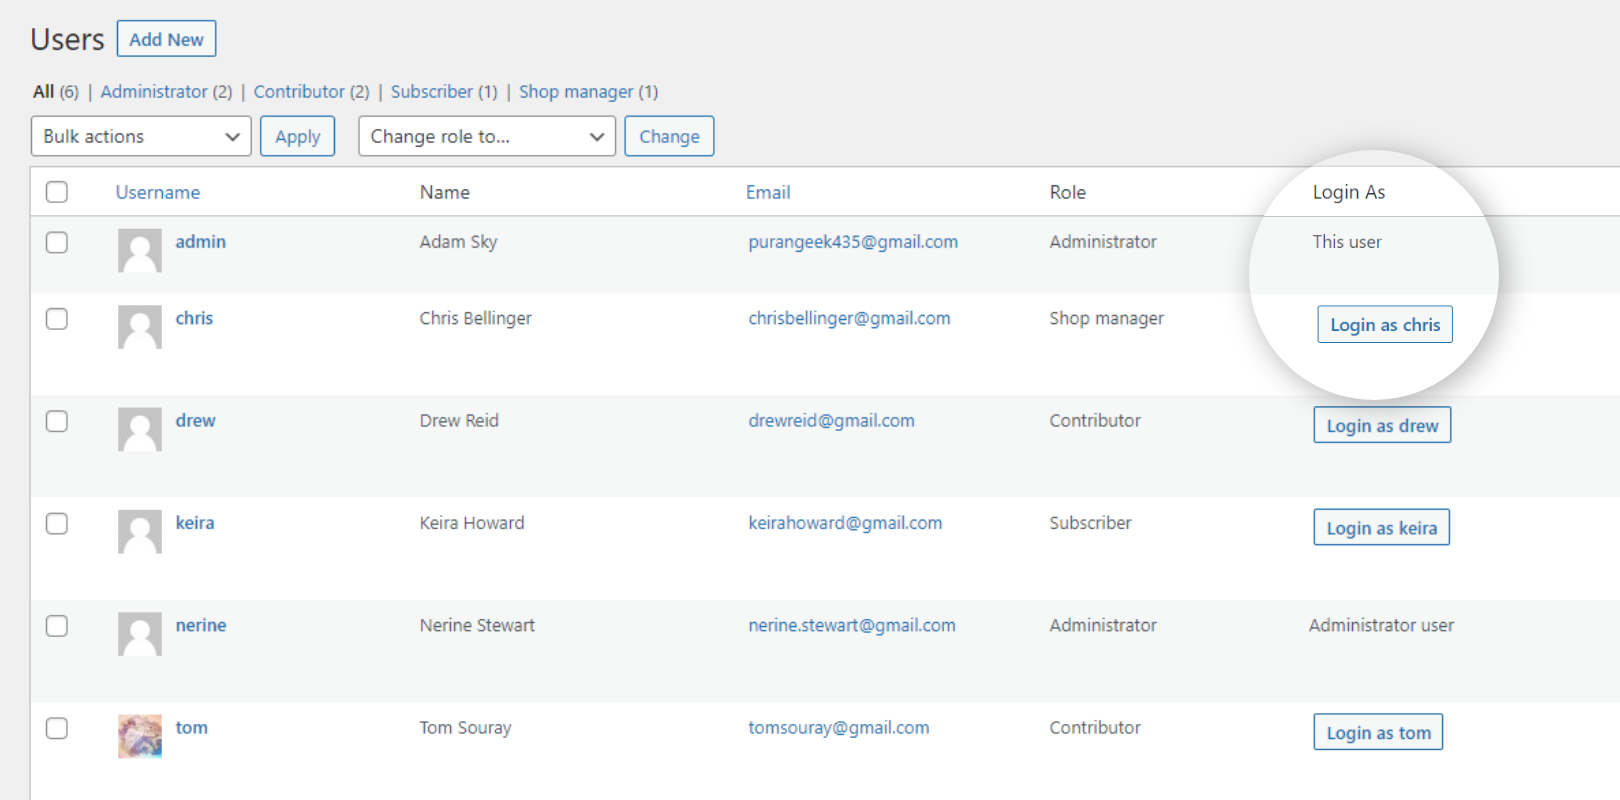 Users Add New
All (6) | Administrator (2) | Contributor (2) | Subscriber (1) | Shop manager (1)
Bulk actions Apply Change role to... Change
Username Name Email Role Login As
admin Adam Sky purangeek435@gmail.com Administrator This user
chris Chris Bellinger chrisbellinger@gmail.com Shop manager Login as chris
drew Drew Reid drewreid@gmail.com Contributor Login as drew
keira Keira Howard keirahoward@gmail.com Subscriber Login as keira
nerine Nerine Stewart nerine.stewart@gmail.com Administrator Administrator user
tom Tom Souray tomsouray@gmail.com Contributor Login as tom